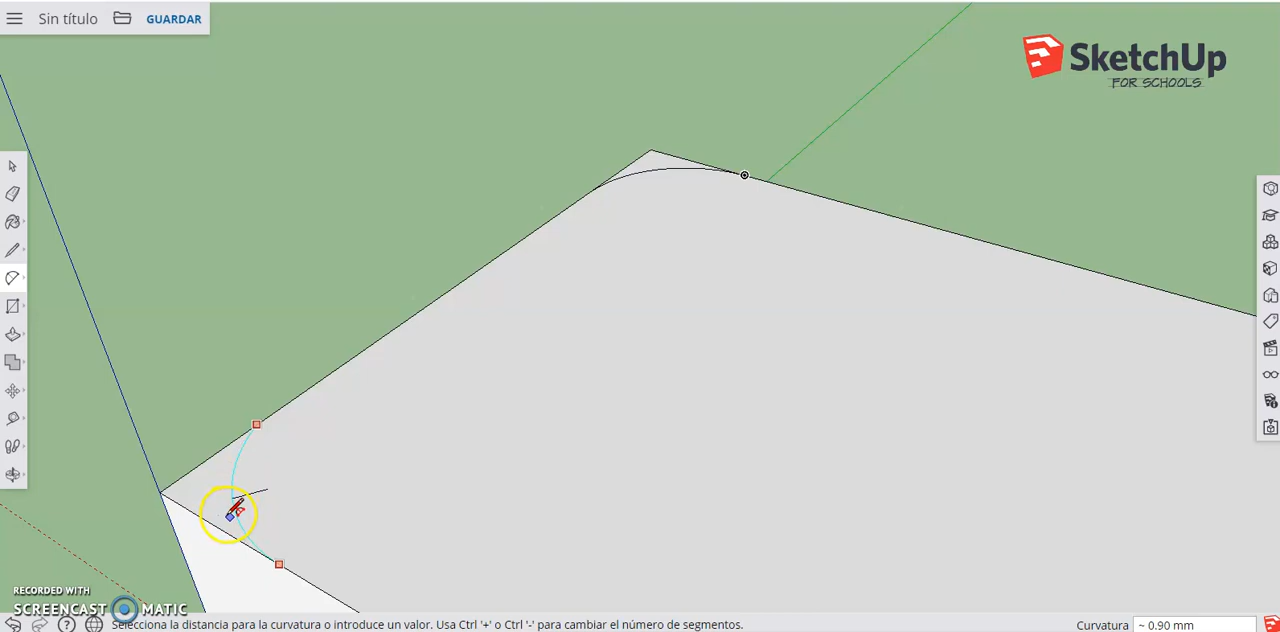 Sin título GUARDAR
SketchUp
FOR SCHOOLS
RECORDED WITH
SCREENCAST MATIC
Selecciona la distancia para la curvatura o introduce un valor. Usa Ctrl '+' o Ctrl '-' para cambiar el número de segmentos. Curvatura ~ 0.90 mm